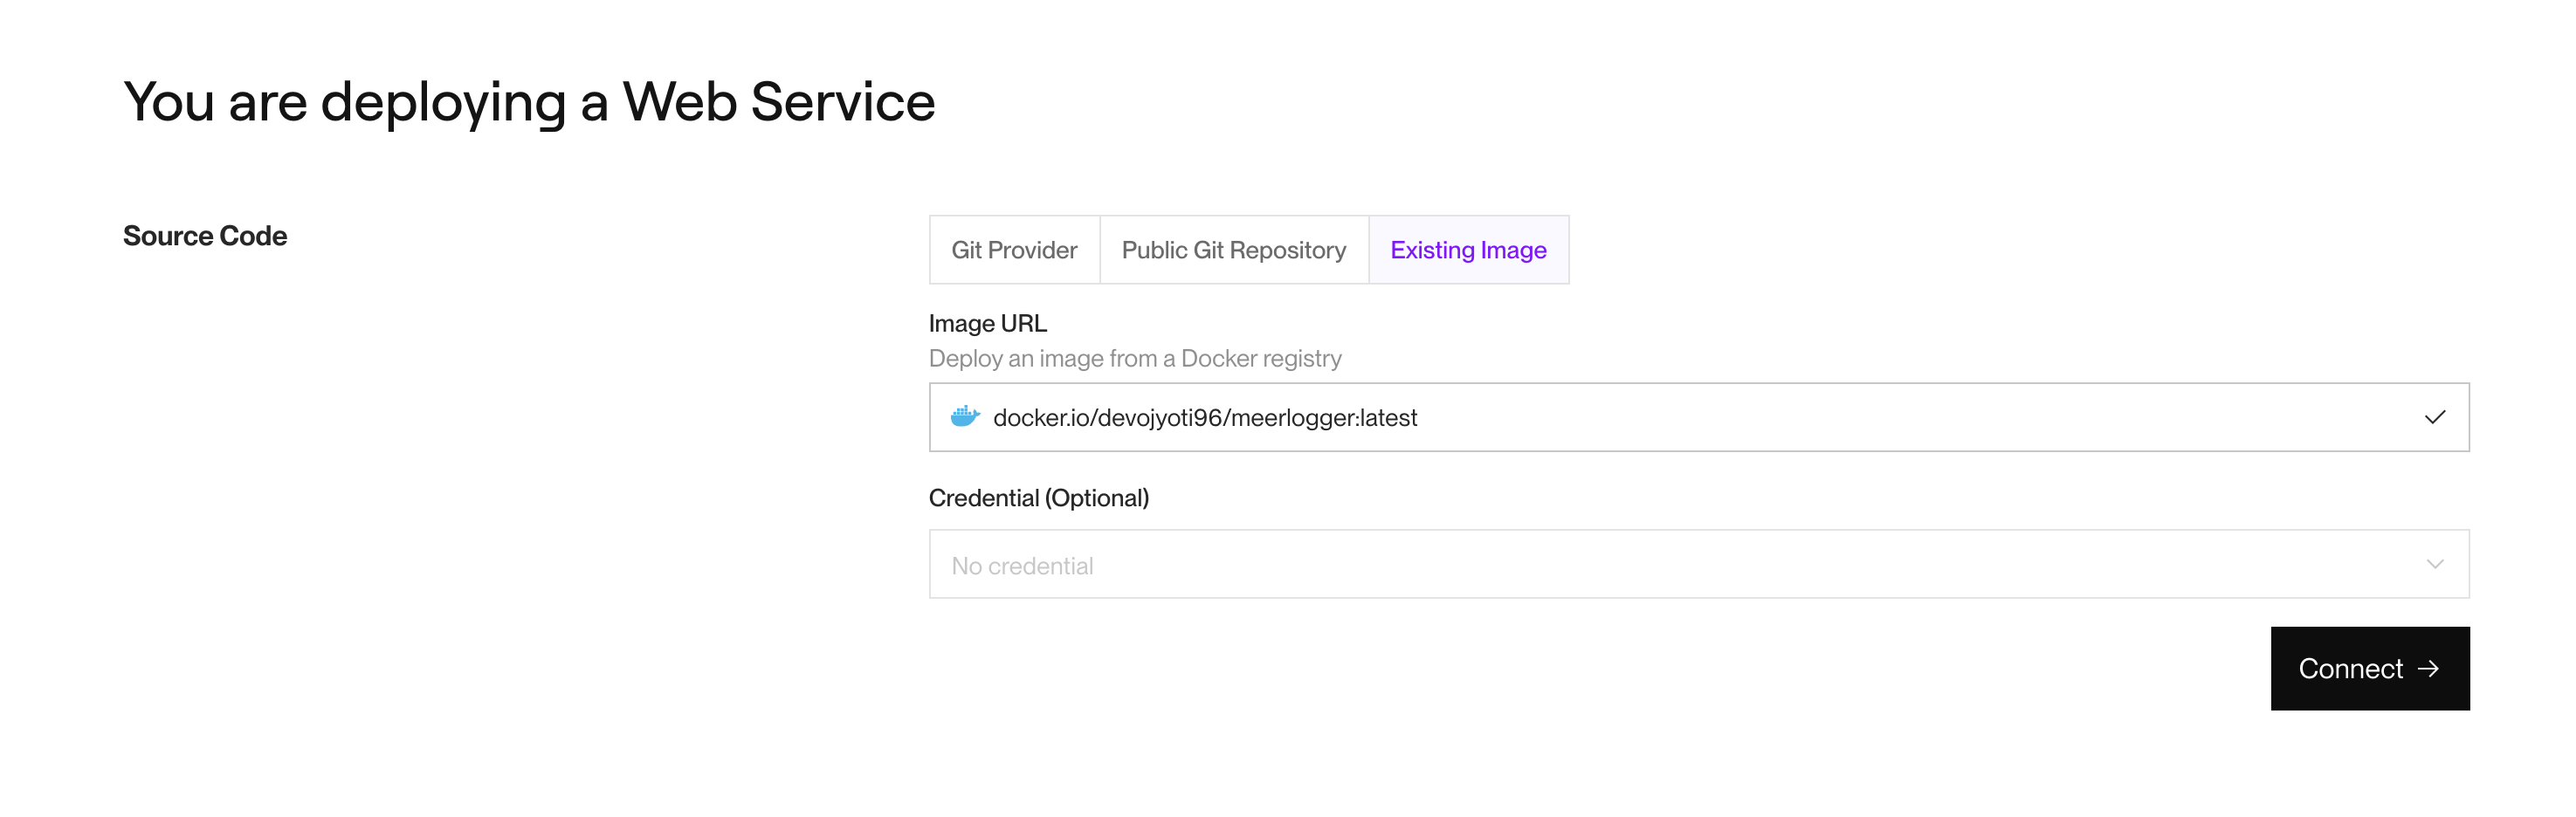 You are deploying a Web Service
Source Code
Git Provider
Public Git Repository
Existing Image
Image URL
Deploy an image from a Docker registry
docker.io/devojyoti96/meerlogger:latest
Credential (Optional)
No credential
Connect